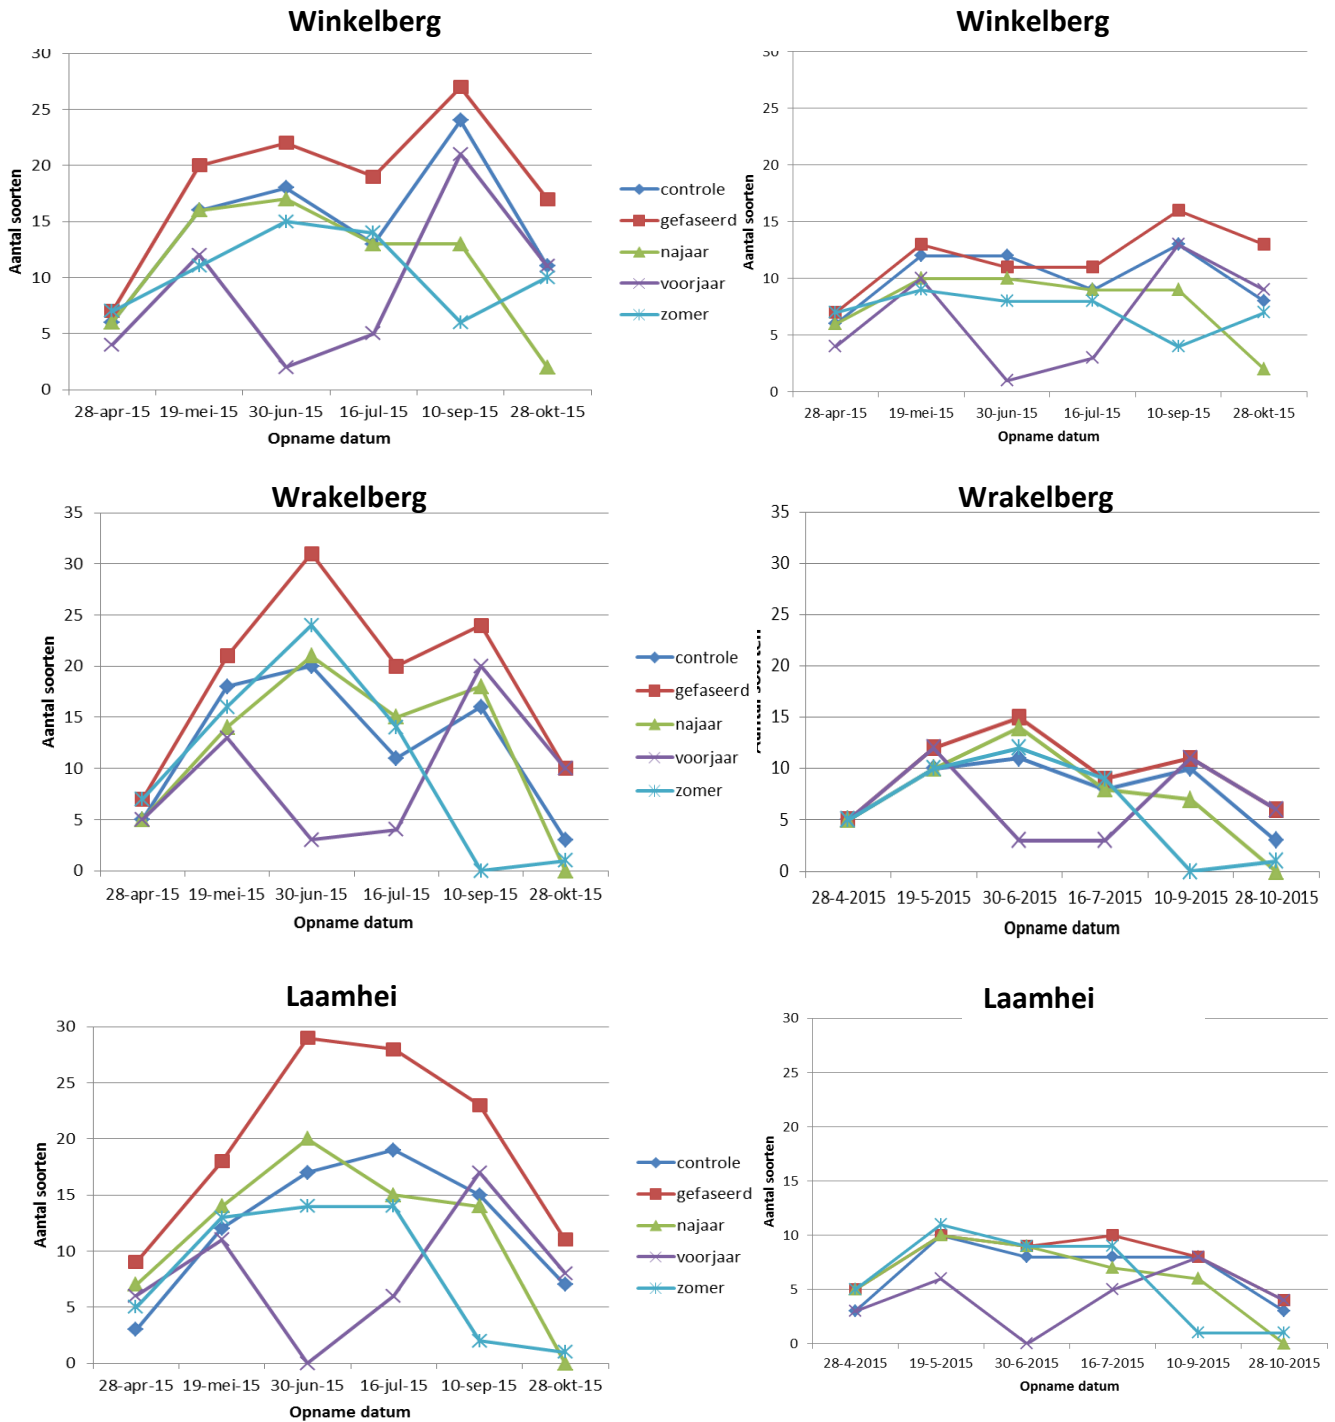 Winkelberg
30
25
20
15
10
5
0
Aantal soorten
28-apr-15 19-mei-15 30-jun-15 16-jul-15 10-sep-15 28-okt-15
Opname datum
controle
gefaseerd
najaar
voorjaar
zomer
Winkelberg
30
25
20
15
10
5
0
Aantal soorten
28-apr-15 19-mei-15 30-jun-15 16-jul-15 10-sep-15 28-okt-15
Opname datum
Wrakelberg
35
30
25
20
15
10
5
0
Aantal soorten
28-apr-15 19-mei-15 30-jun-15 16-jul-15 10-sep-15 28-okt-15
Opname datum
controle
gefaseerd
najaar
voorjaar
zomer
Wrakelberg
35
30
25
20
15
10
5
0
Aantal soorten
28-4-2015 19-5-2015 30-6-2015 16-7-2015 10-9-2015 28-10-2015
Opname datum
Laamhei
30
25
20
15
10
5
0
Aantal soorten
28-apr-15 19-mei-15 30-jun-15 16-jul-15 10-sep-15 28-okt-15
Opname datum
controle
gefaseerd
najaar
voorjaar
zomer
Laamhei
30
25
20
15
10
5
0
Aantal soorten
28-4-2015 19-5-2015 30-6-2015 16-7-2015 10-9-2015 28-10-2015
Opname datum